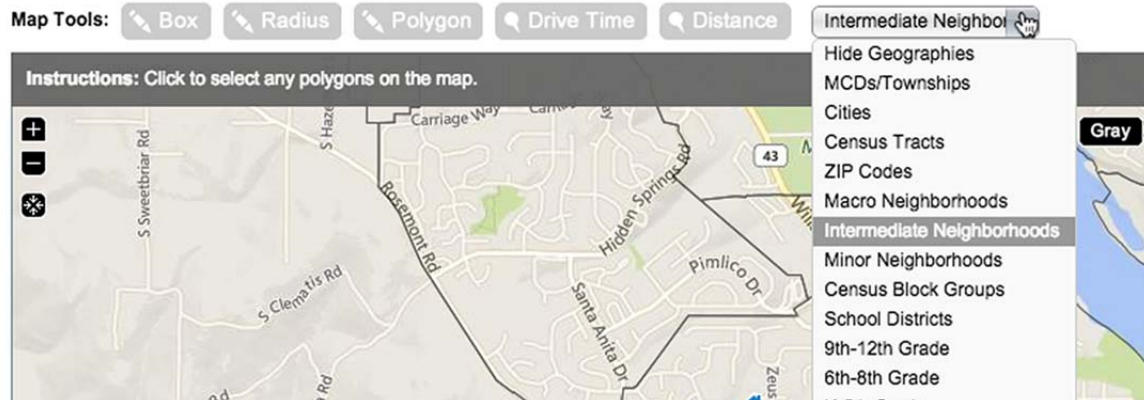 Map Tools: Box Radius Polygon Drive Time Distance Intermediate Neighbor
Instructions: Click to select any polygons on the map.
Hide Geographies
MCDs/Townships
Cities
Census Tracts
ZIP Codes
Macro Neighborhoods
Intermediate Neighborhoods
Minor Neighborhoods
Census Block Groups
School Districts
9th-12th Grade
6th-8th Grade
Gray
Carriage Way
S Haze
S Sweetbriar Rd
43
Rosemont Rd
Hidden Springs Rd
S Clematis Rd
Pimlico Dr
Santa Anita Dr
Zeus
Rd
Rd